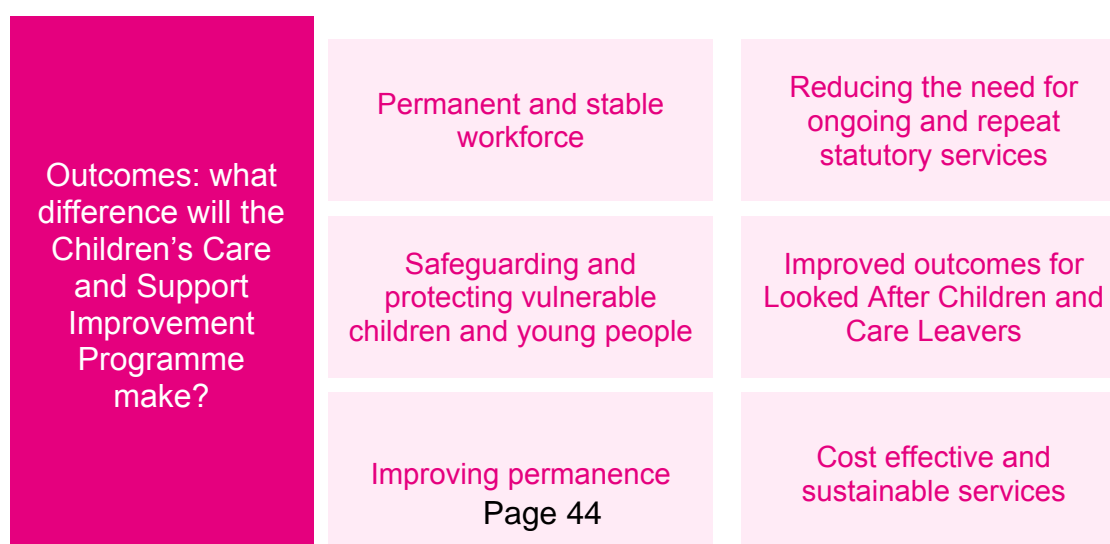 Outcomes: what
difference will the
Children’s Care
and Support
Improvement
Programme
make?
Permanent and stable
workforce
Reducing the need for
ongoing and repeat
statutory services
Safeguarding and
protecting vulnerable
children and young people
Improved outcomes for
Looked After Children and
Care Leavers
Improving permanence
Cost effective and
sustainable services
Page 44